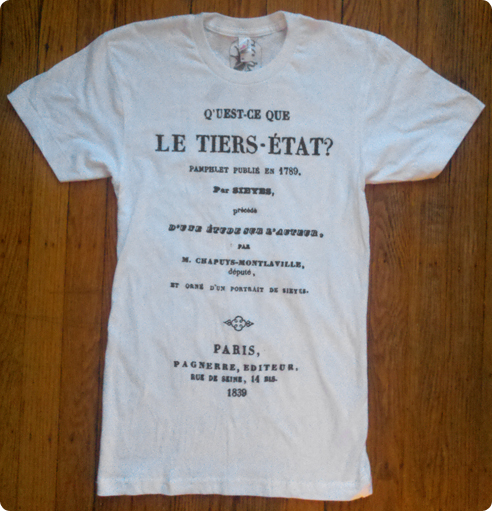 Q'UEST-CE QUE
LE TIERS-ÉTAT?
PAMPHLET PUBLIÉ EN 1789,
Par SIEYES,
précédé
D'UNE ÉTUDE SUR L'AUTEUR,
PAR
M. CHAPUYS-MONTLAVILLE,
député,
ET ORNÉ D'UN PORTRAIT DE SIEYES.
PARIS,
PAGNERRE, EDITEUR.
RUE DE SEINE, 14 BIS.
1839